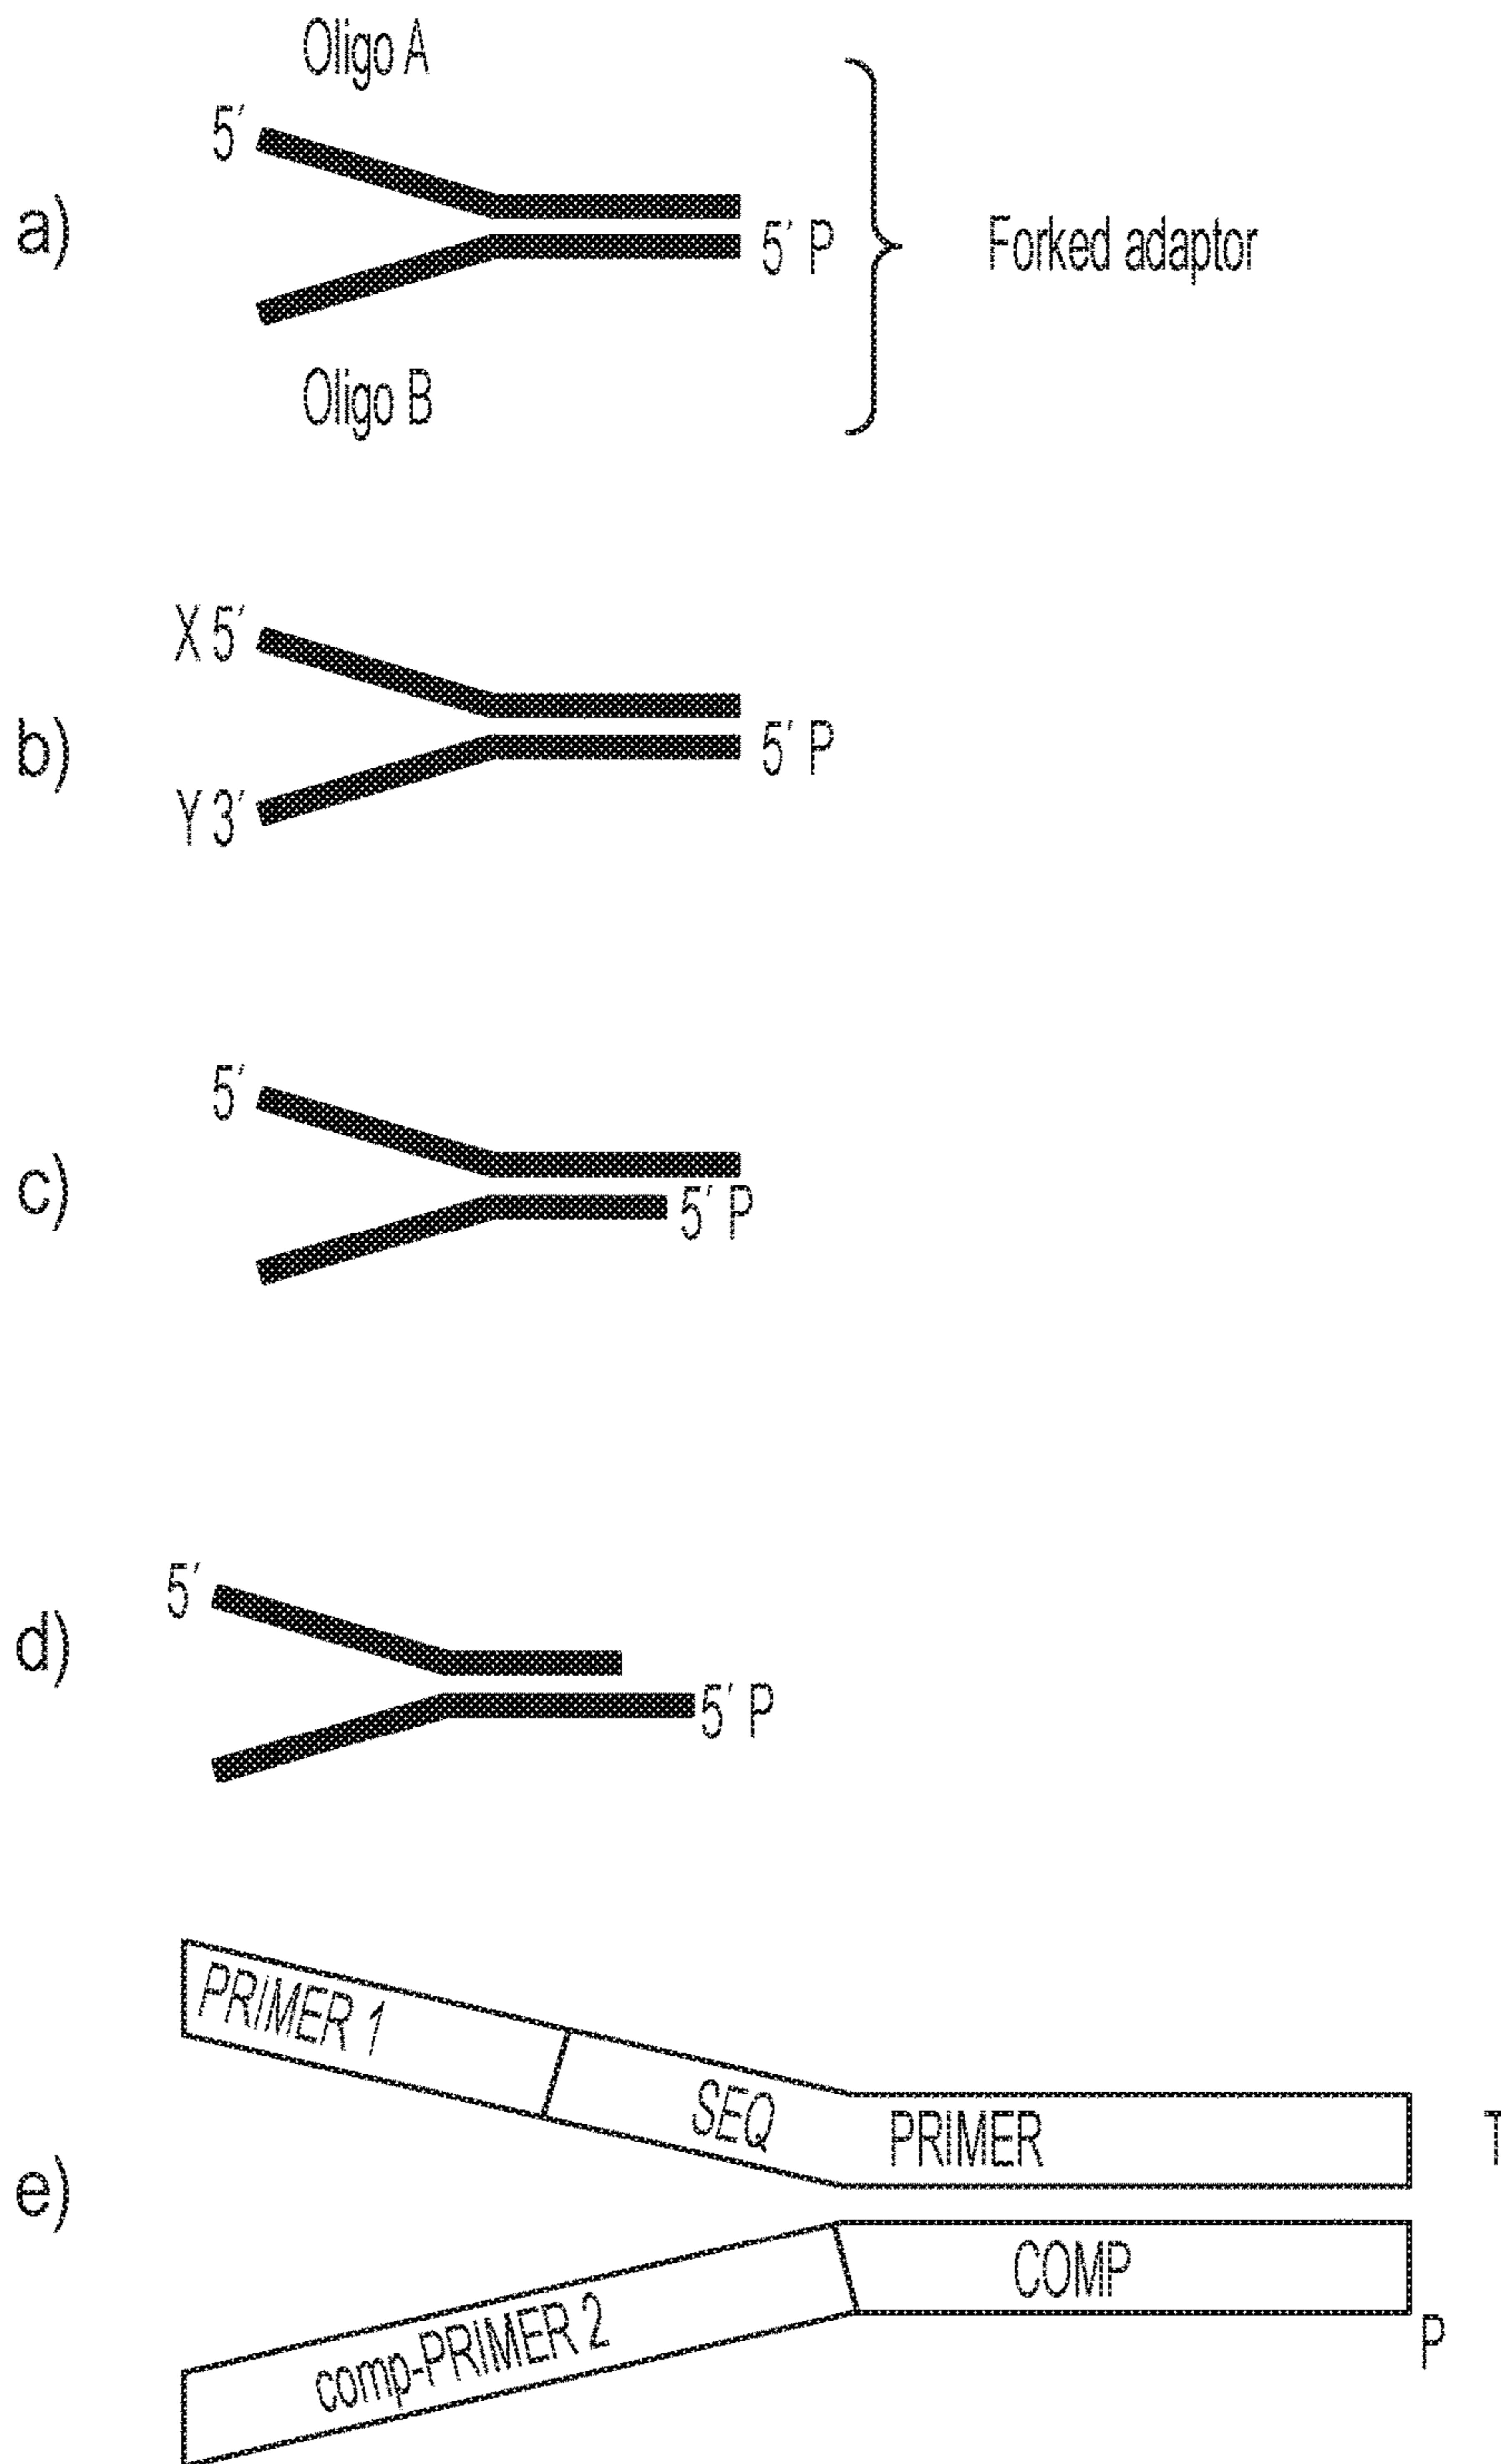 Oligo A
5′
a)
5′ P
Forked adaptor
Oligo B
X 5′
b)
5′ P
Y 3′
5′
c)
5′ P
5′
d)
5′ P
PRIMER 1
SEQ
PRIMER
T
e)
COMP
comp-PRIMER 2
P